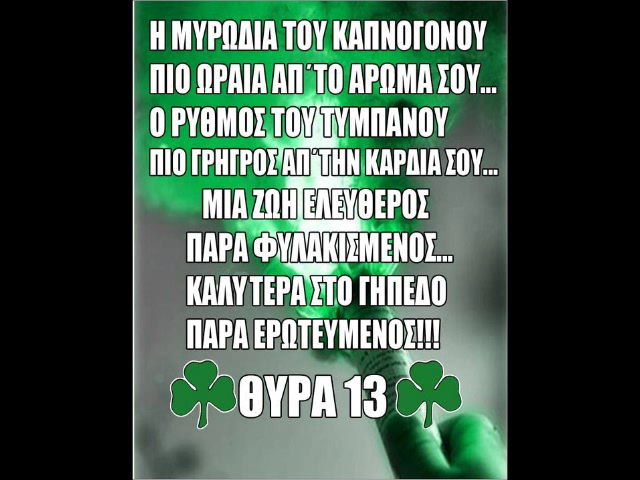 Η ΜΥΡΩΔΙΑ ΤΟΥ ΚΑΠΝΟΓΟΝΟΥ
ΠΙΟ ΩΡΑΙΑ ΑΠ΄ΤΟ ΑΡΩΜΑ ΣΟΥ...
Ο ΡΥΘΜΟΣ ΤΟΥ ΤΥΜΠΑΝΟΥ
ΠΙΟ ΓΡΗΓΡΟΣ ΑΠ΄ΤΗΝ ΚΑΡΔΙΑ ΣΟΥ...
ΜΙΑ ΖΩΗ ΕΛΕΥΘΕΡΟΣ
ΠΑΡΑ ΦΥΛΑΚΙΣΜΕΝΟΣ...
ΚΑΛΥΤΕΡΑ ΣΤΟ ΓΗΠΕΔΟ
ΠΑΡΑ ΕΡΩΤΕΥΜΕΝΟΣ!!!
ΘΥΡΑ 13